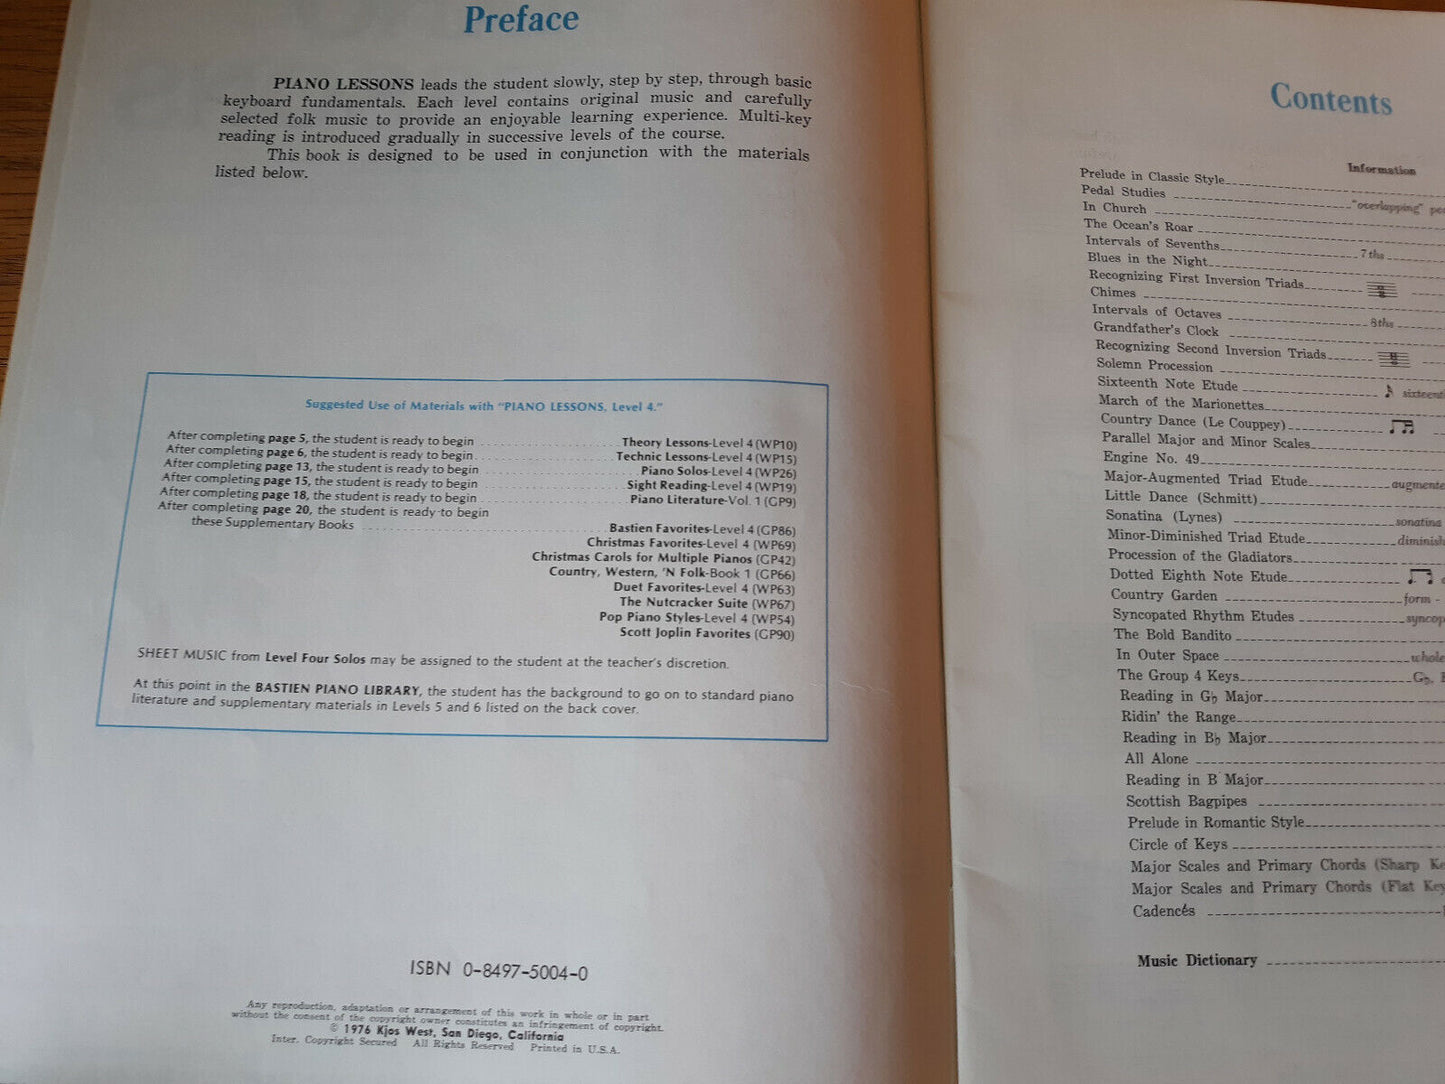 Preface
PIANO LESSONS leads the student slowly, step by step, through basic
keyboard fundamentals. Each level contains original music and carefully
selected folk music to provide an enjoyable learning experience. Multi-key
reading is introduced gradually in successive levels of the course.
This book is designed to be used in conjunction with the materials
listed below.
Suggested Use of Materials with "PIANO LESSONS, Level 4."
After completing page 5, the student is ready to begin Theory Lessons-Level 4 (WP10)
After completing page 6, the student is ready to begin Technic Lessons-Level 4 (WP15)
After completing page 13, the student is ready to begin Piano Solos-Level 4 (WP26)
After completing page 15, the student is ready to begin Sight Reading-Level 4 (WP19)
After completing page 18, the student is ready to begin Piano Literature-Vol. 1 (GP9)
After completing page 20, the student is ready to begin
these Supplementary Books Bastien Favorites-Level 4 (GP86)
Christmas Favorites-Level 4 (WP69)
Christmas Carols for Multiple Pianos (GP42)
Country, Western, 'N Folk-Book 1 (GP66)
Duet Favorites-Level 4 (WP63)
The Nutcracker Suite (WP67)
Pop Piano Styles-Level 4 (WP54)
Scott Joplin Favorites (GP90)
SHEET MUSIC from Level Four Solos may be assigned to the student at the teacher's discretion.
At this point in the BASTIEN PIANO LIBRARY, the student has the background to go on to standard piano
literature and supplementary materials in Levels 5 and 6 listed on the back cover.
ISBN 0-8497-5004-0
Any reproduction, adaptation or arrangement of this work in whole or in part
without the consent of the copyright owner constitutes an infringement of copyright.
© 1976 Kjos West, San Diego, California
Inter. Copyright Secured All Rights Reserved Printed in U.S.A.
Contents
Information
Prelude in Classic Style
Pedal Studies "overlapping"
In Church
The Ocean's Roar
Intervals of Sevenths 7ths
Blues in the Night
Recognizing First Inversion Triads
Chimes
Intervals of Octaves 8ths
Grandfather's Clock
Recognizing Second Inversion Triads
Solemn Procession
Sixteenth Note Etude sixteent
March of the Marionettes
Country Dance (Le Couppey)
Parallel Major and Minor Scales
Engine No. 49
Major-Augmented Triad Etude augmente
Little Dance (Schmitt)
Sonatina (Lynes) sonatina
Minor-Diminished Triad Etude diminish
Procession of the Gladiators
Dotted Eighth Note Etude
Country Garden form -
Syncopated Rhythm Etudes syncop
The Bold Bandito
In Outer Space whole
The Group 4 Keys G♭,
Reading in G♭ Major
Ridin' the Range
Reading in B♭ Major
All Alone
Reading in B Major
Scottish Bagpipes
Prelude in Romantic Style
Circle of Keys
Major Scales and Primary Chords (Sharp Ke
Major Scales and Primary Chords (Flat Key
Cadences
Music Dictionary